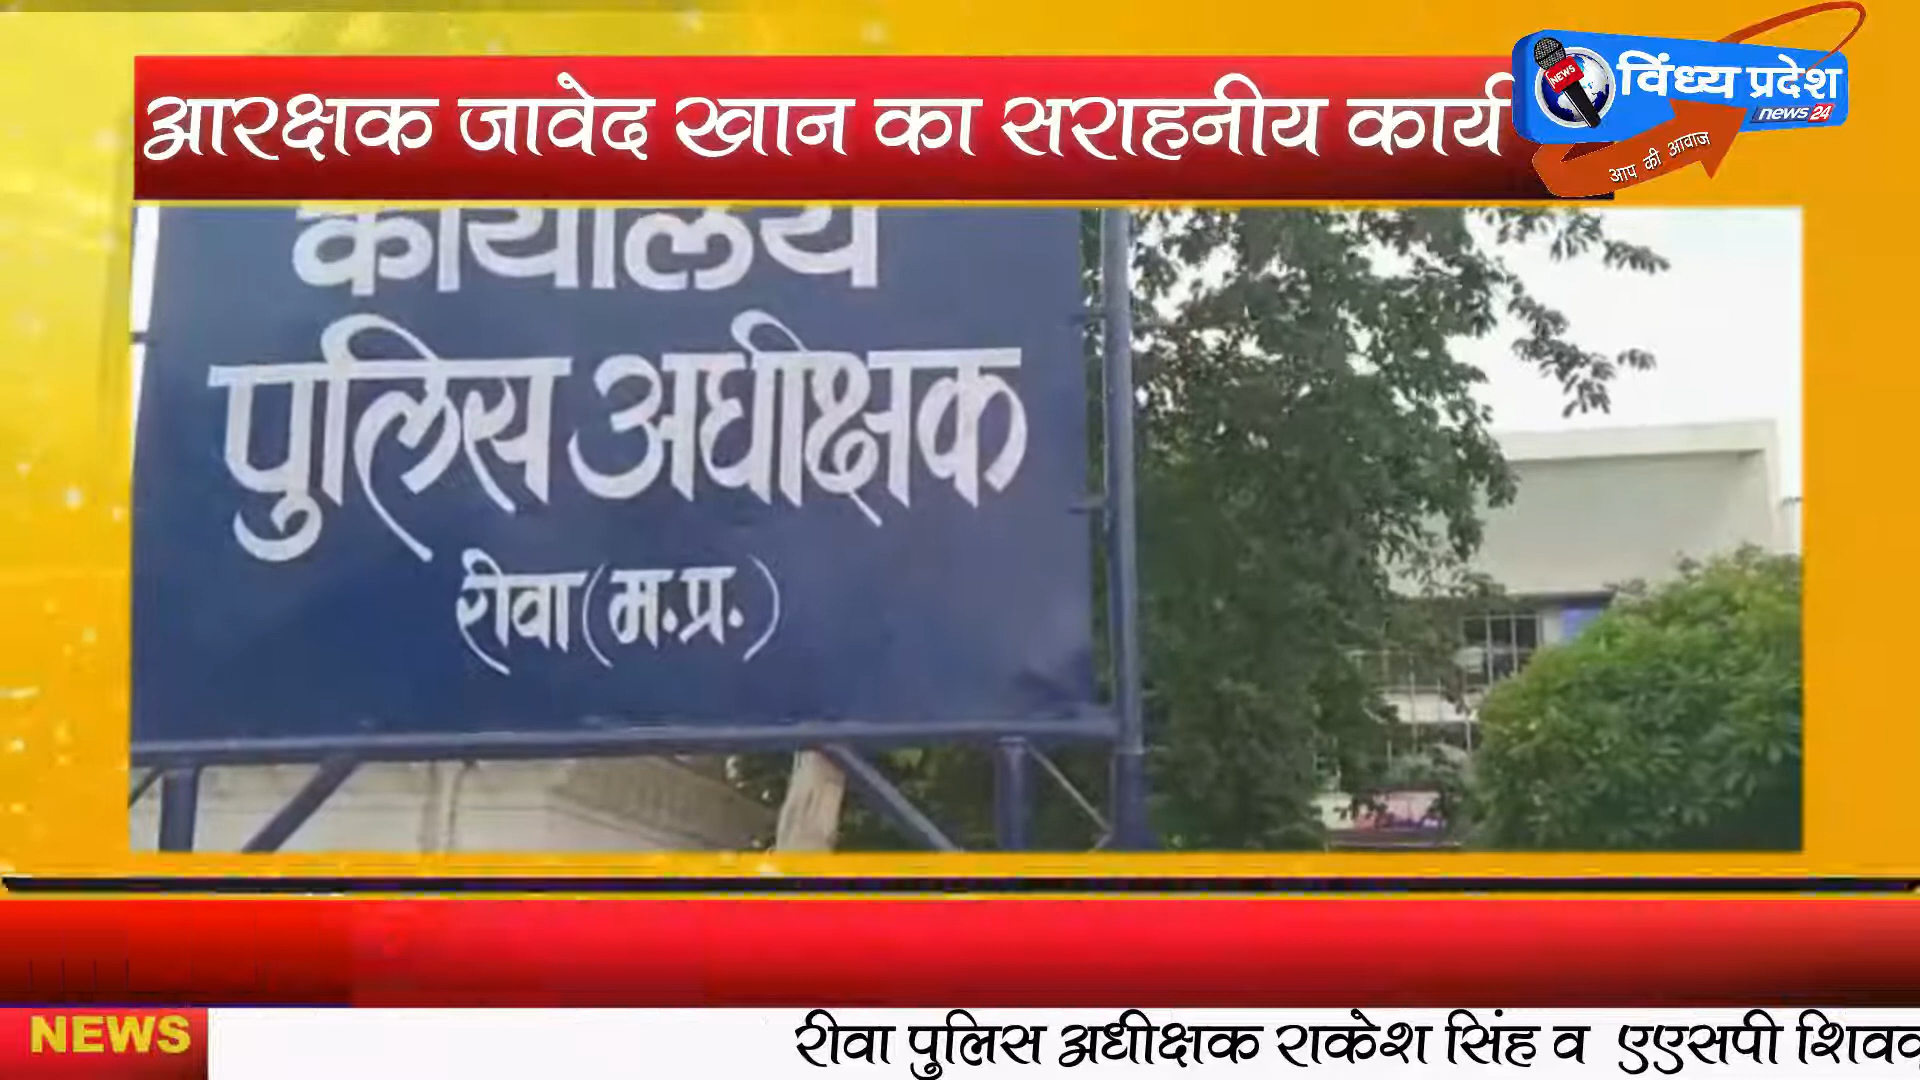 आरक्षक जावेद खान का सराहनीय कार्य
NEWS
विंध्य प्रदेश
news 24
आप की आवाज
कार्यालय
पुलिस अधीक्षक
रीवा (म.प्र.)
NEWS
रीवा पुलिस अधीक्षक राकेश सिंह व एएसपी